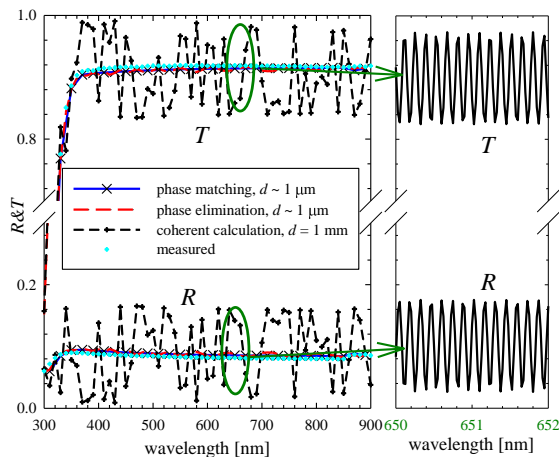 1.0
0.8
0.2
0.0
R&T
T
T
phase matching, d ~ 1 μm
phase elimination, d ~ 1 μm
coherent calculation, d = 1 mm
measured
R
R
300 400 500 600 700 800 900
650 651 652
wavelength [nm]
wavelength [nm]